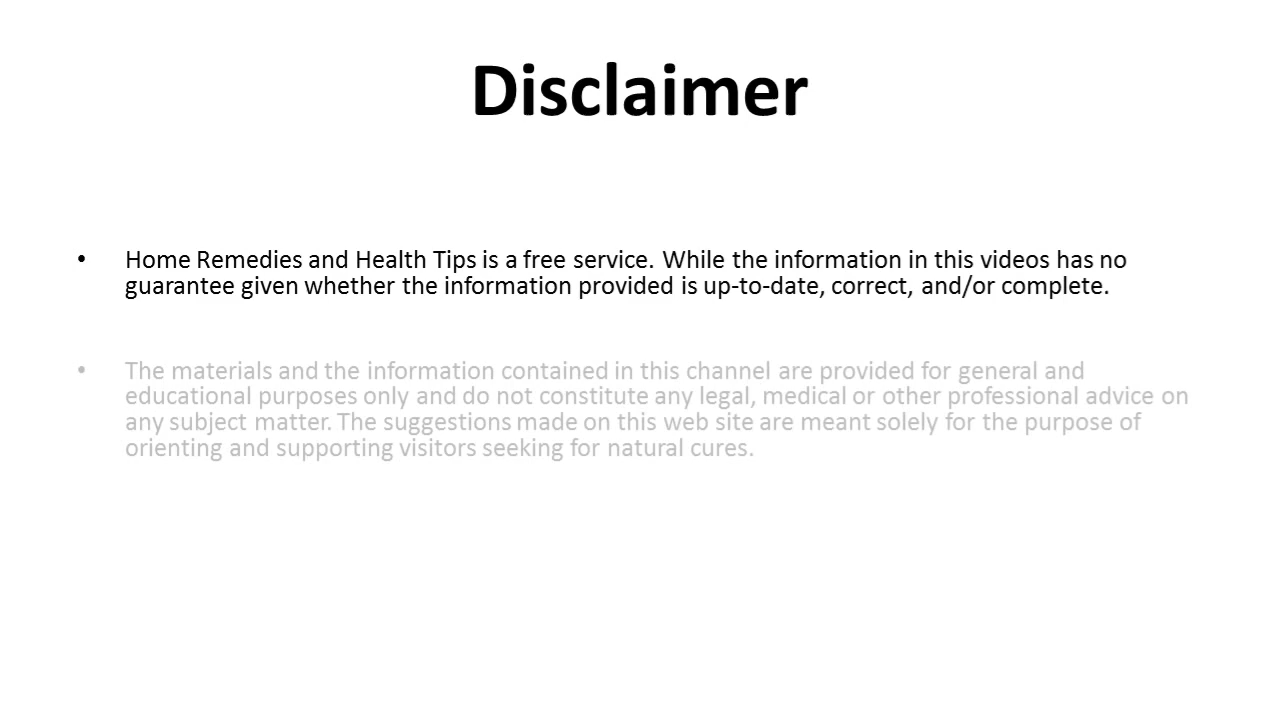 Disclaimer
• Home Remedies and Health Tips is a free service. While the information in this videos has no
guarantee given whether the information provided is up-to-date, correct, and/or complete.
• The materials and the information contained in this channel are provided for general and
educational purposes only and do not constitute any legal, medical or other professional advice on
any subject matter. The suggestions made on this web site are meant solely for the purpose of
orienting and supporting visitors seeking for natural cures.